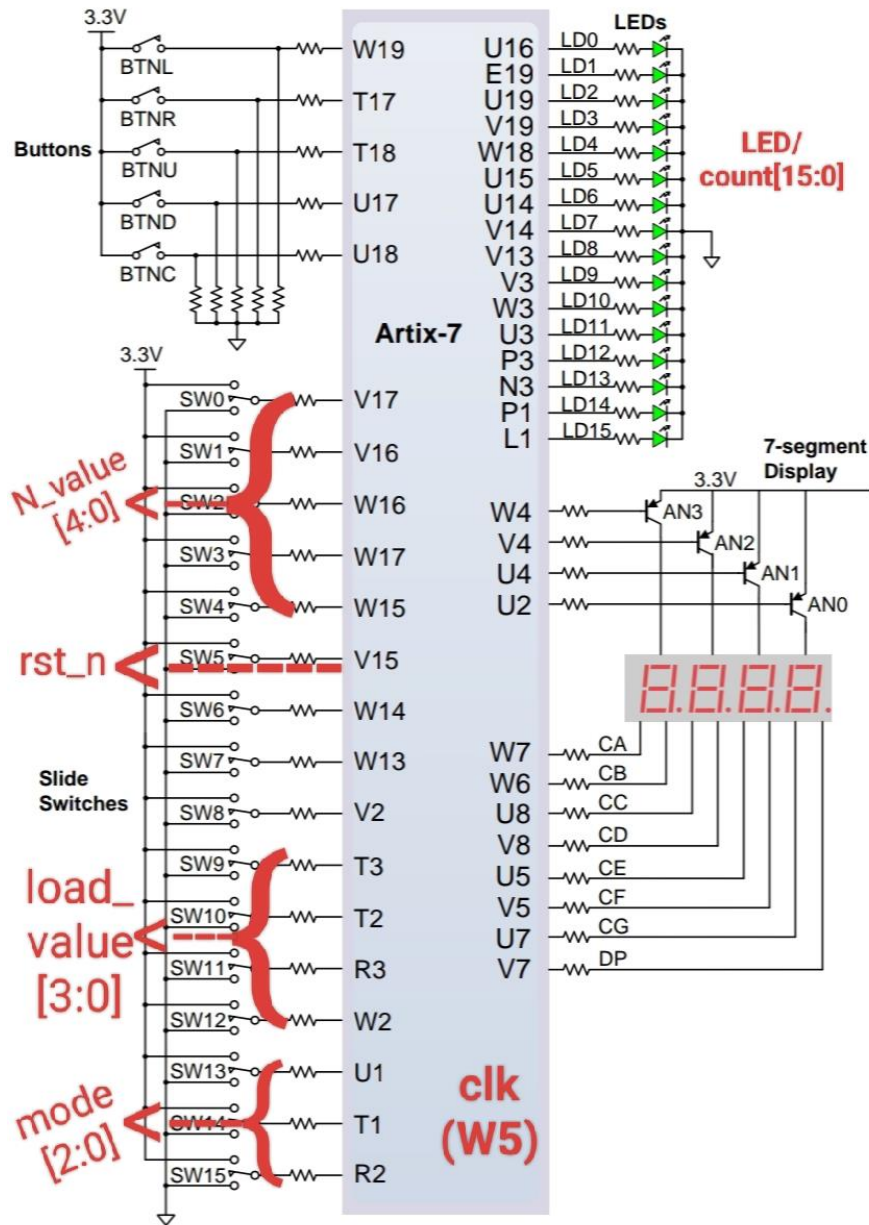 3.3V
BTNL
BTNR
Buttons
BTNU
BTND
BTNC
W19
T17
T18
U17
U18
Artix-7
LEDs
U16 LD0
E19 LD1
U19 LD2
V19 LD3
W18 LD4
U15 LD5
U14 LD6
V14 LD7
V13 LD8
V3 LD9
W3 LD10
U3 LD11
P3 LD12
N3 LD13
P1 LD14
L1 LD15
LED/
count[15:0]
3.3V
SW0 V17
SW1 V16
SW2 W16
SW3 W17
SW4 W15
SW5 V15
SW6 W14
SW7 W13
SW8 V2
SW9 T3
SW10 T2
SW11 R3
SW12 W2
SW13 U1
SW14 T1
SW15 R2
N_value
[4:0]
rst_n
Slide
Switches
load_
value
[3:0]
mode
[2:0]
7-segment
Display
3.3V
W4 AN3
V4 AN2
U4 AN1
U2 AN0
8.8.8.8.
W7 CA
W6 CB
U8 CC
V8 CD
U5 CE
V5 CF
U7 CG
V7 DP
clk
(W5)